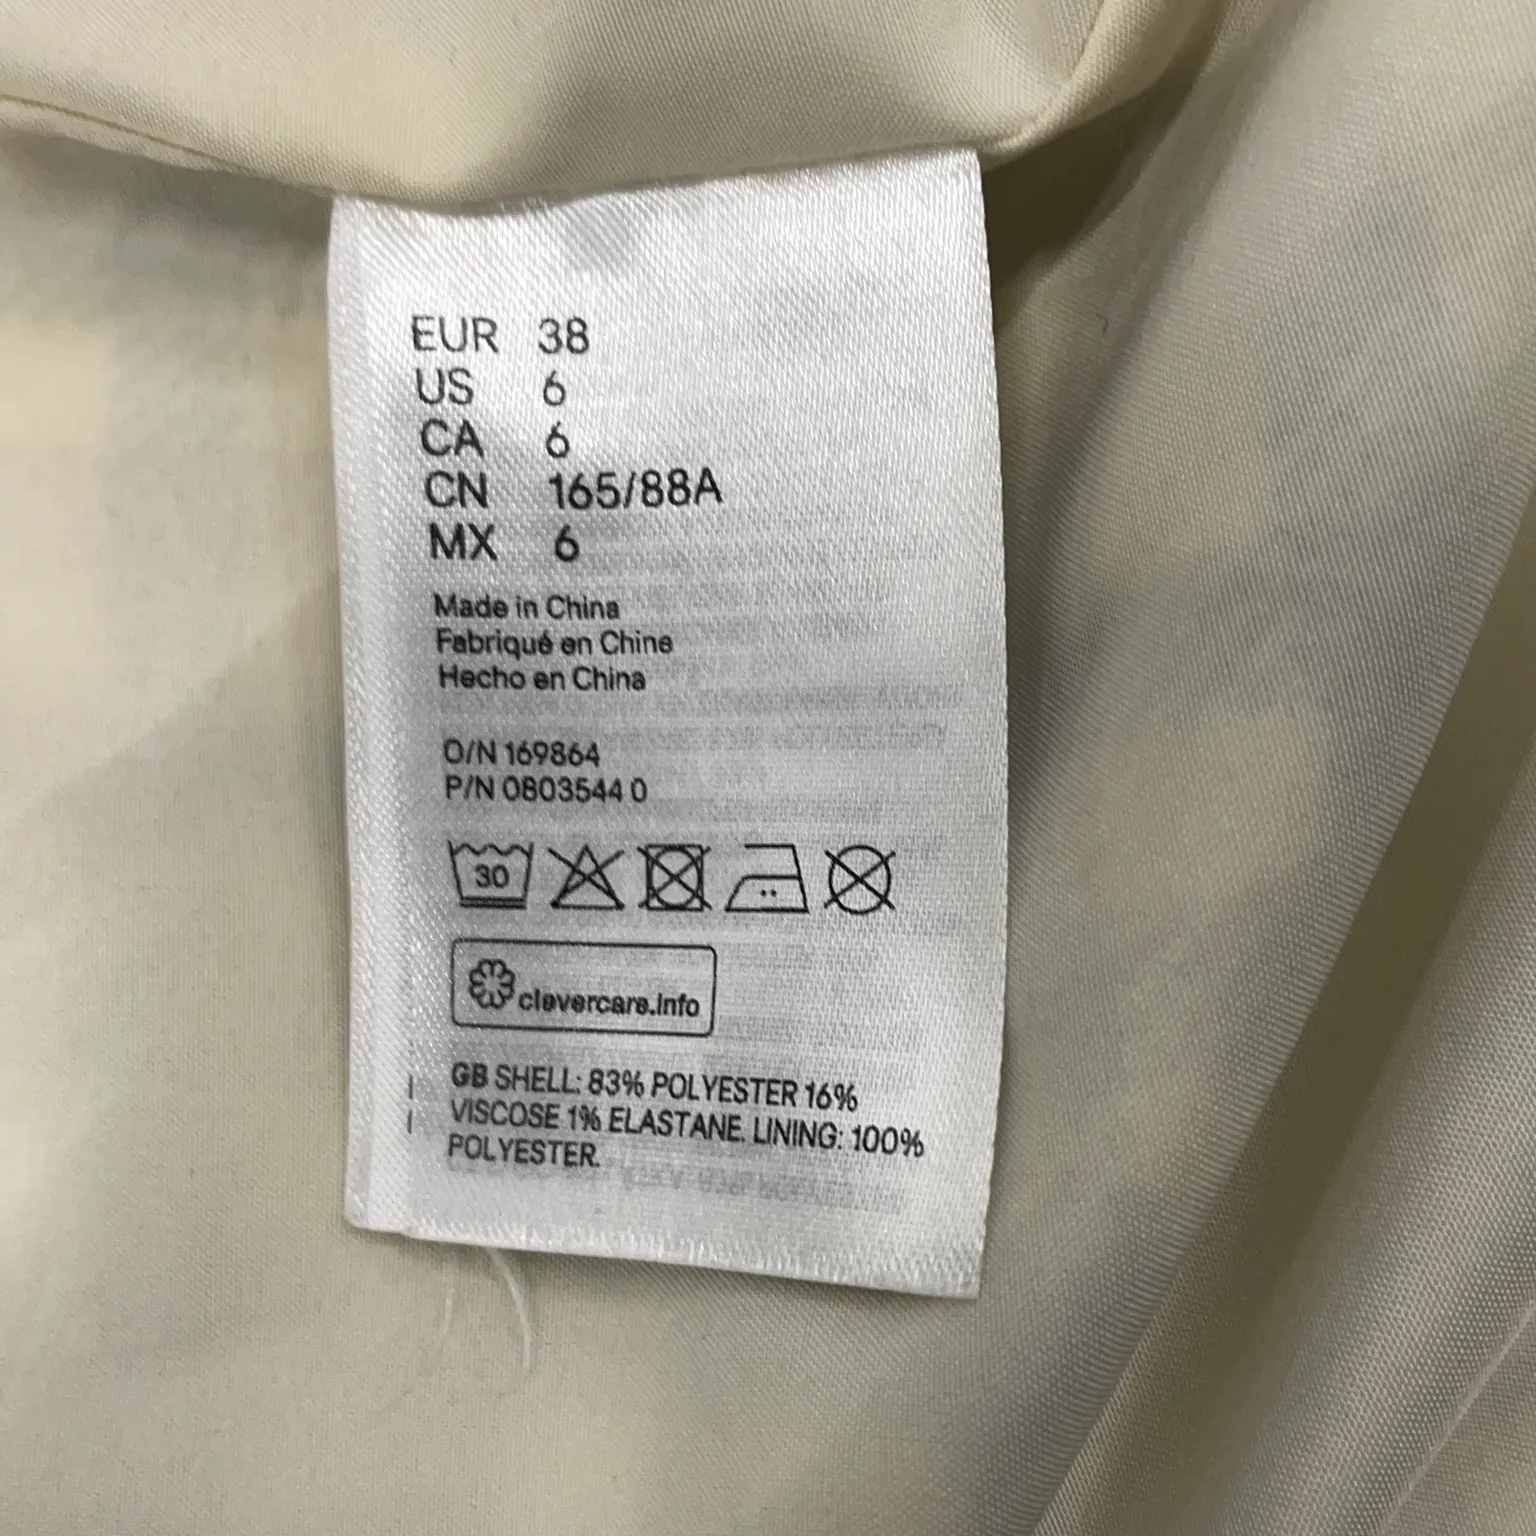 EUR 38
US 6
CA 6
CN 165/88A
MX 6
Made in China
Fabriqué en Chine
Hecho en China
O/N 169864
P/N 0803544 0
30
clevercare.info
GB SHELL: 83% POLYESTER 16%
VISCOSE 1% ELASTANE. LINING: 100%
POLYESTER.